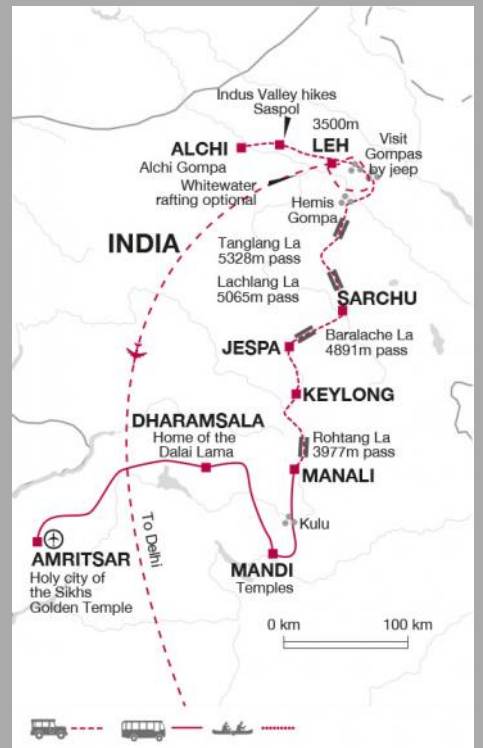 Indus Valley hikes
Saspol
3500m
ALCHI
LEH
Visit
Gompas
by jeep
Alchi Gompa
Whitewater
rafting optional
Hemis
Gompa
INDIA
Tanglang La
5328m pass
Lachlang La
5065m pass
SARCHU
JESPA
Baralache La
4891m pass
KEYLONG
DHARAMSALA
Home of the
Dalai Lama
Rohtang La
3977m pass
MANALI
Kulu
To Delhi
AMRITSAR
Holy city of
the Sikhs
Golden Temple
MANDI
Temples
0 km
100 km